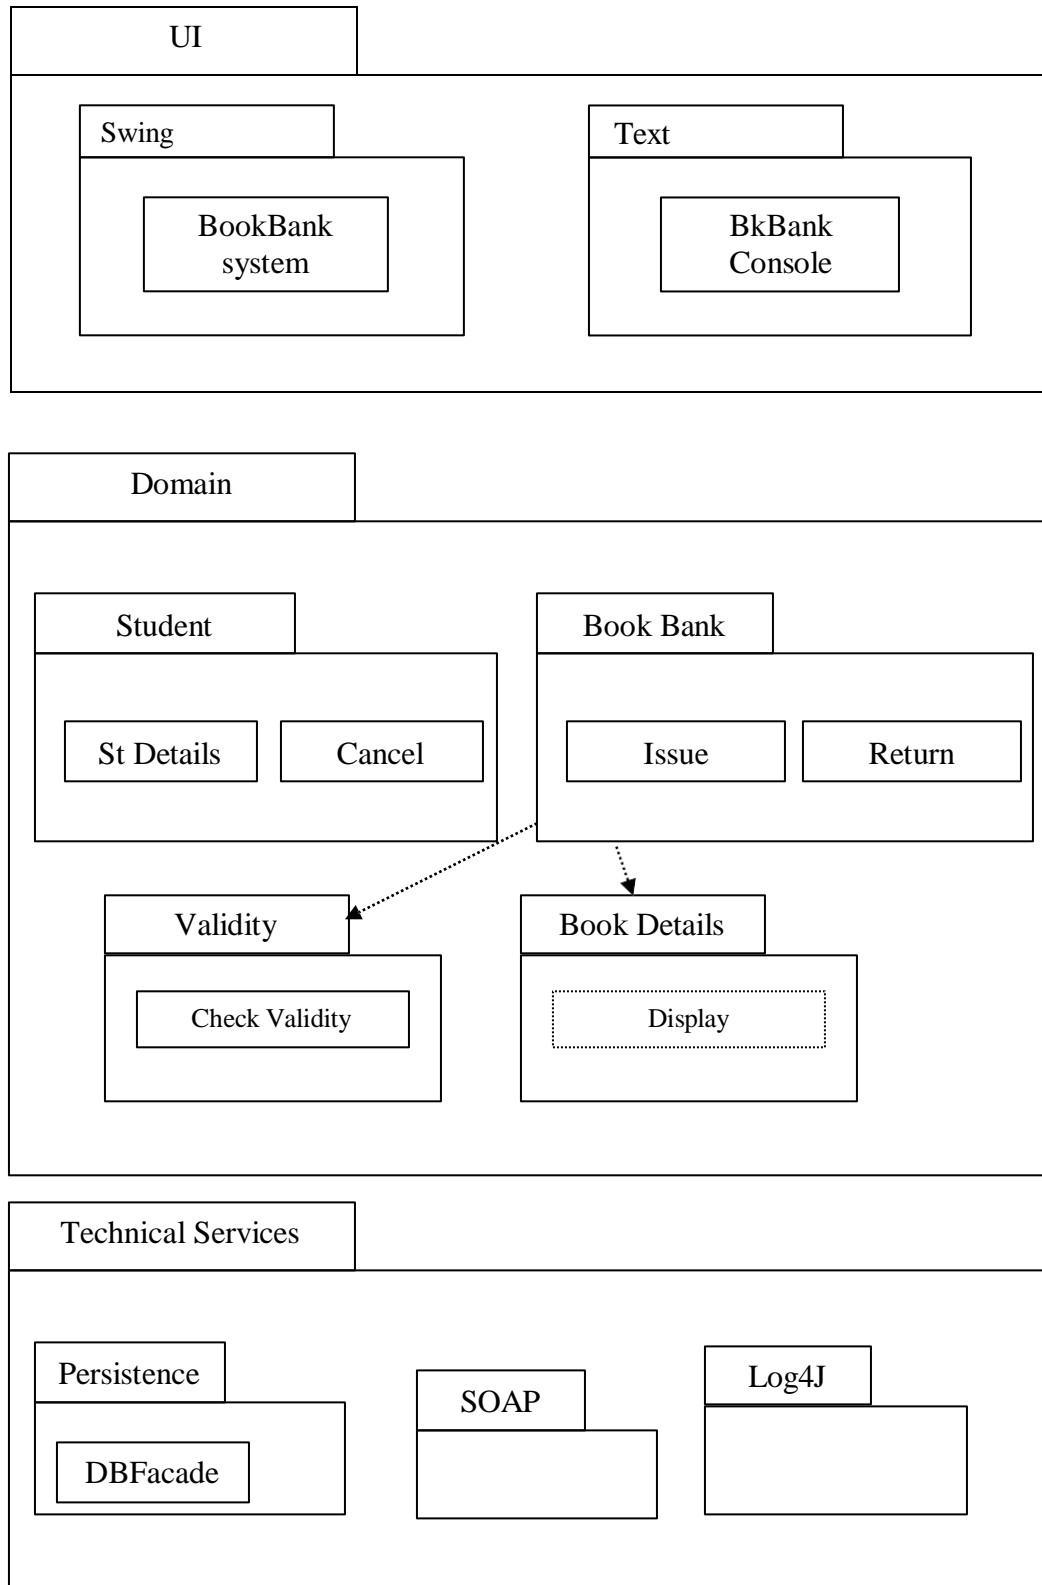 UI
Swing
Text
BookBank
system
BkBank
Console
Domain
Student
Book Bank
St Details
Cancel
Issue
Return
Validity
Book Details
Check Validity
Display
Technical Services
Persistence
SOAP
Log4J
DBFacade